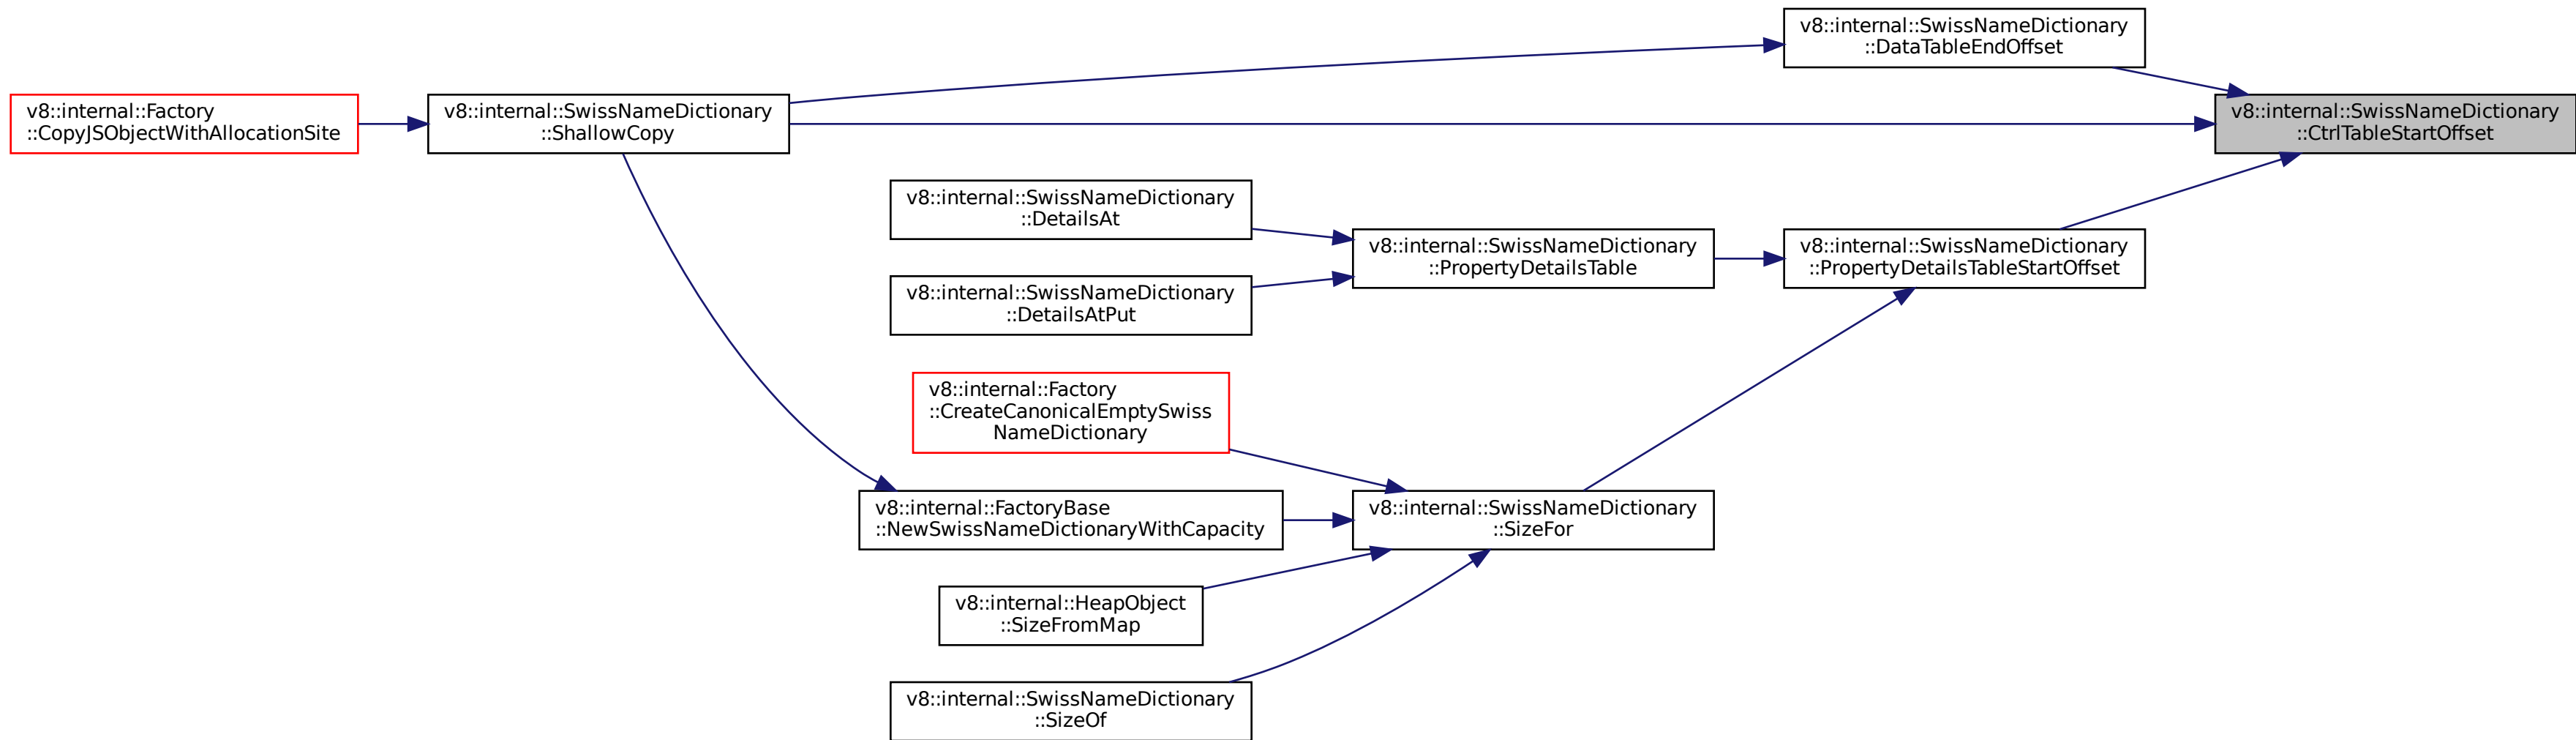 v8::internal::SwissNameDictionary
::DataTableEndOffset
v8::internal::Factory
::CopyJSObjectWithAllocationSite
v8::internal::SwissNameDictionary
::ShallowCopy
v8::internal::SwissNameDictionary
::CtrlTableStartOffset
v8::internal::SwissNameDictionary
::DetailsAt
v8::internal::SwissNameDictionary
::PropertyDetailsTable
v8::internal::SwissNameDictionary
::PropertyDetailsTableStartOffset
v8::internal::SwissNameDictionary
::DetailsAtPut
v8::internal::Factory
::CreateCanonicalEmptySwiss
NameDictionary
v8::internal::FactoryBase
::NewSwissNameDictionaryWithCapacity
v8::internal::SwissNameDictionary
::SizeFor
v8::internal::HeapObject
::SizeFromMap
v8::internal::SwissNameDictionary
::SizeOf